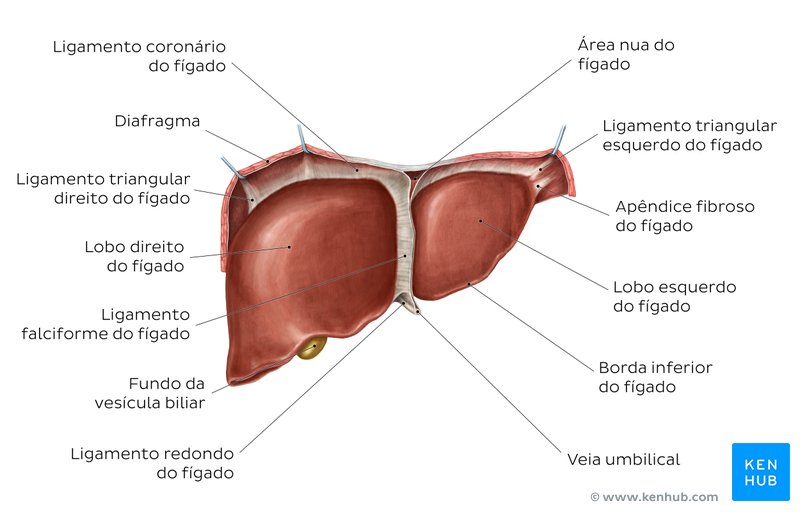 Ligamento coronário
do fígado
Diafragma
Ligamento triangular
direito do fígado
Lobo direito
do fígado
Ligamento
falciforme do fígado
Fundo da
vesícula biliar
Ligamento redondo
do fígado
Área nua do
fígado
Ligamento triangular
esquerdo do fígado
Apêndice fibroso
do fígado
Lobo esquerdo
do fígado
Borda inferior
do fígado
Veia umbilical
KEN
HUB
© www.kenhub.com